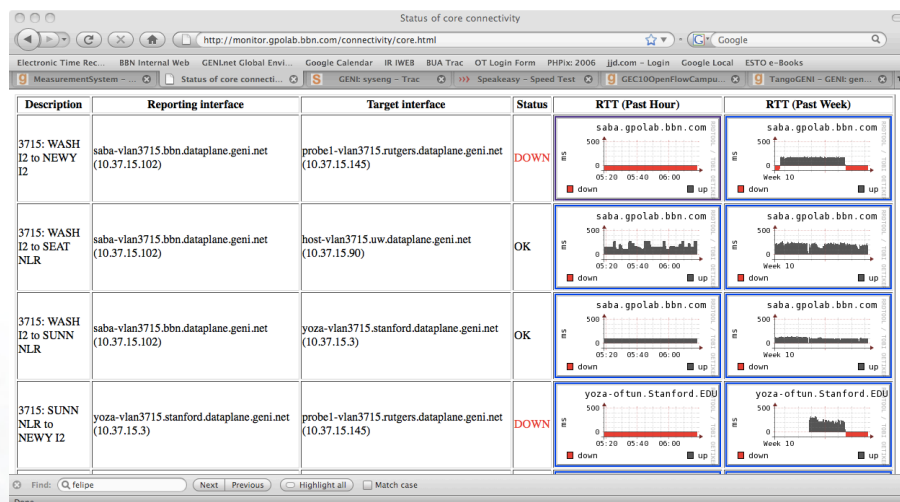 Status of core connectivity
http://monitor.gpolab.bbn.com/connectivity/core.html
Google
Electronic Time Rec... BBN Internal Web GENI.net Global Envi... Google Calendar IR IWEB BUA Trac OT Login Form PHPix: 2006 jjd.com – Login Google Local ESTO e-Books
MeasurementSystem – ... Status of core connecti... GENI: syseng – Trac Speakeasy – Speed Test GEC10OpenFlowCampu... TangoGENI – GENI: gen...
Description Reporting interface Target interface Status RTT (Past Hour) RTT (Past Week)
3715: WASH
I2 to NEWY
I2
saba-vlan3715.bbn.dataplane.geni.net
(10.37.15.102)
probe1-vlan3715.rutgers.dataplane.geni.net
(10.37.15.145)
DOWN
saba.gpolab.bbn.com
500
ms
0
05:20 05:40 06:00
down up
saba.gpolab.bbn.com
500
ms
0
Week 10
down up
3715: WASH
I2 to SEAT
NLR
saba-vlan3715.bbn.dataplane.geni.net
(10.37.15.102)
host-vlan3715.uw.dataplane.geni.net
(10.37.15.90)
OK
saba.gpolab.bbn.com
500
ms
0
05:20 05:40 06:00
down up
saba.gpolab.bbn.com
500
ms
0
Week 10
down up
3715: WASH
I2 to SUNN
NLR
saba-vlan3715.bbn.dataplane.geni.net
(10.37.15.102)
yoza-vlan3715.stanford.dataplane.geni.net
(10.37.15.3)
OK
saba.gpolab.bbn.com
500
ms
0
05:20 05:40 06:00
down up
saba.gpolab.bbn.com
500
ms
0
Week 10
down up
3715: SUNN
NLR to
NEWY I2
yoza-vlan3715.stanford.dataplane.geni.net
(10.37.15.3)
probe1-vlan3715.rutgers.dataplane.geni.net
(10.37.15.145)
DOWN
yoza-oftun.Stanford.EDU
500
ms
0
05:20 05:40 06:00
down up
yoza-oftun.Stanford.EDU
500
ms
0
Week 10
down up
Find: felipe Next Previous Highlight all Match case